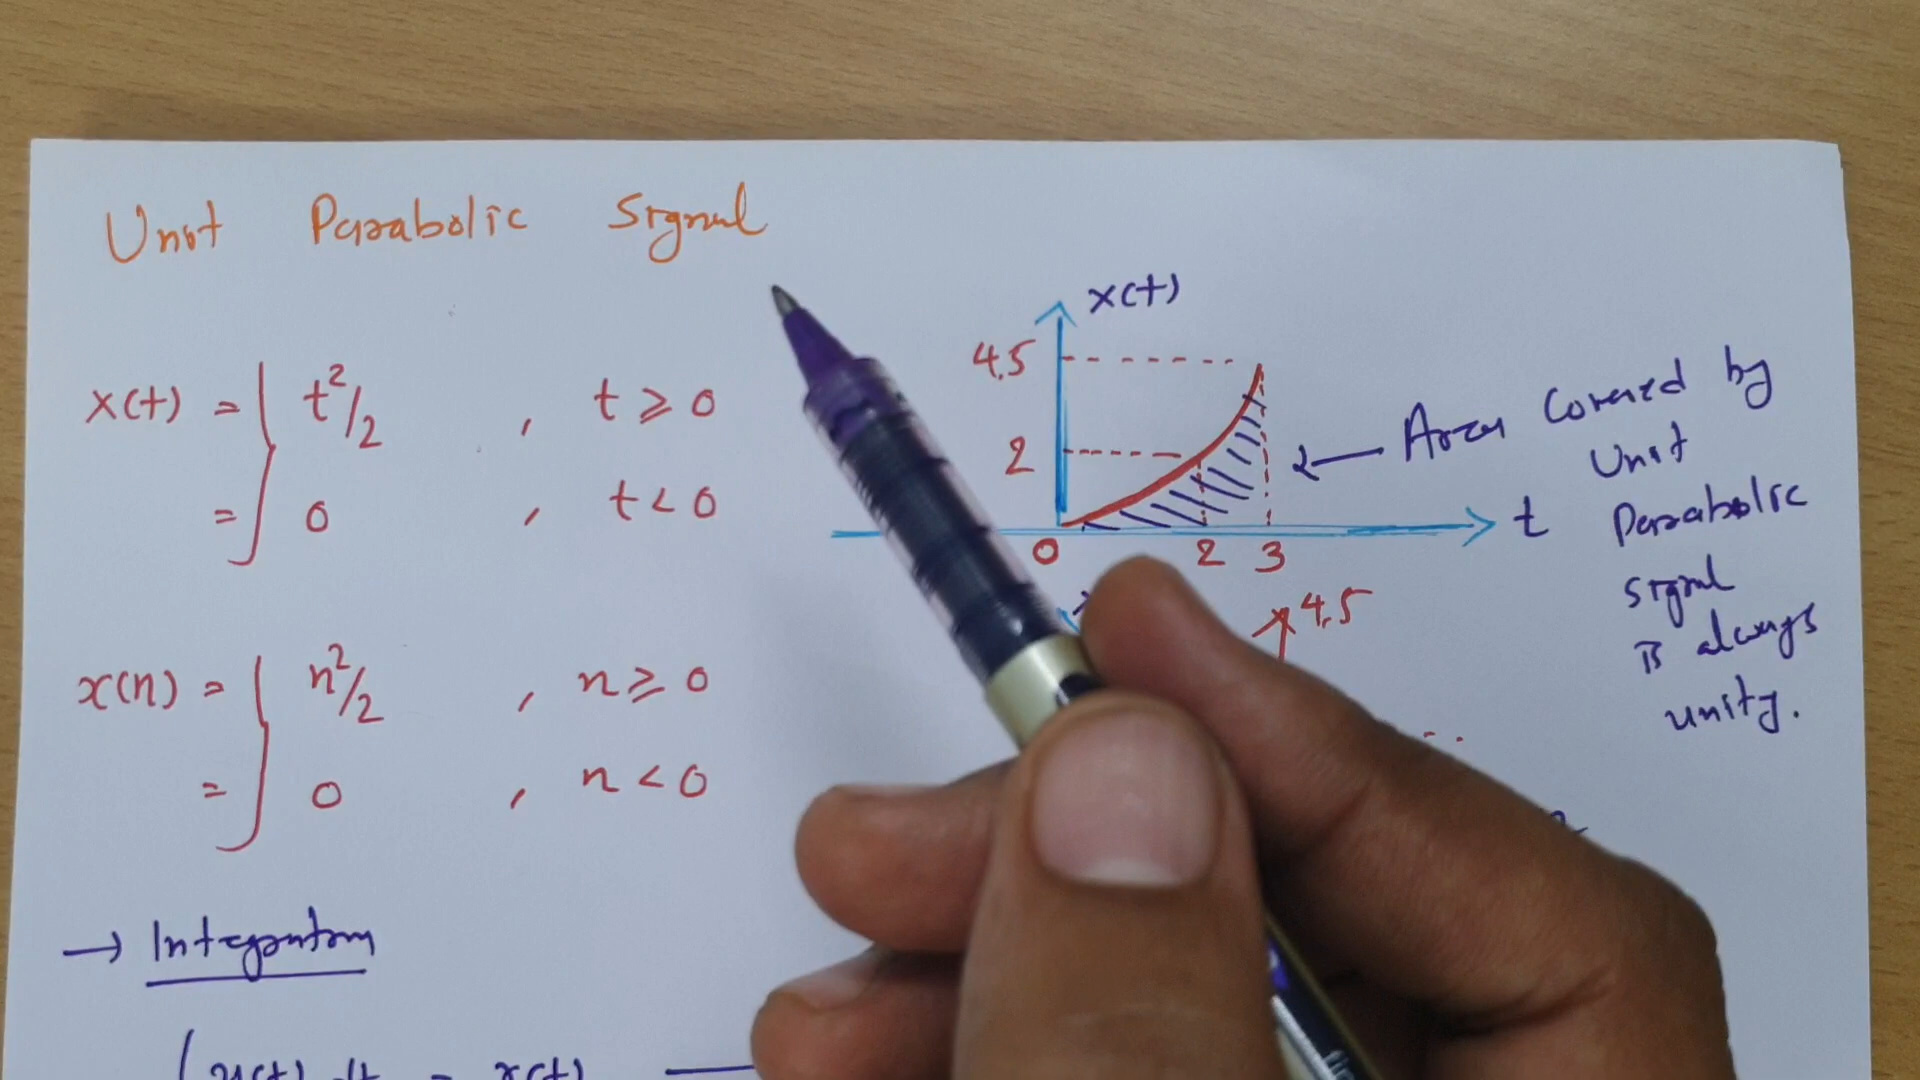 Unit Parabolic Signal
x(t) = { t²/2 , t ≥ 0
= 0 , t < 0
x(t)
4.5
2
0 2 3 t
← Area Covered by
Unit
Parabolic
Signal
is always
unity.
4.5
x(n) = { n²/2 , n ≥ 0
= 0 , n < 0
..
→ Integration